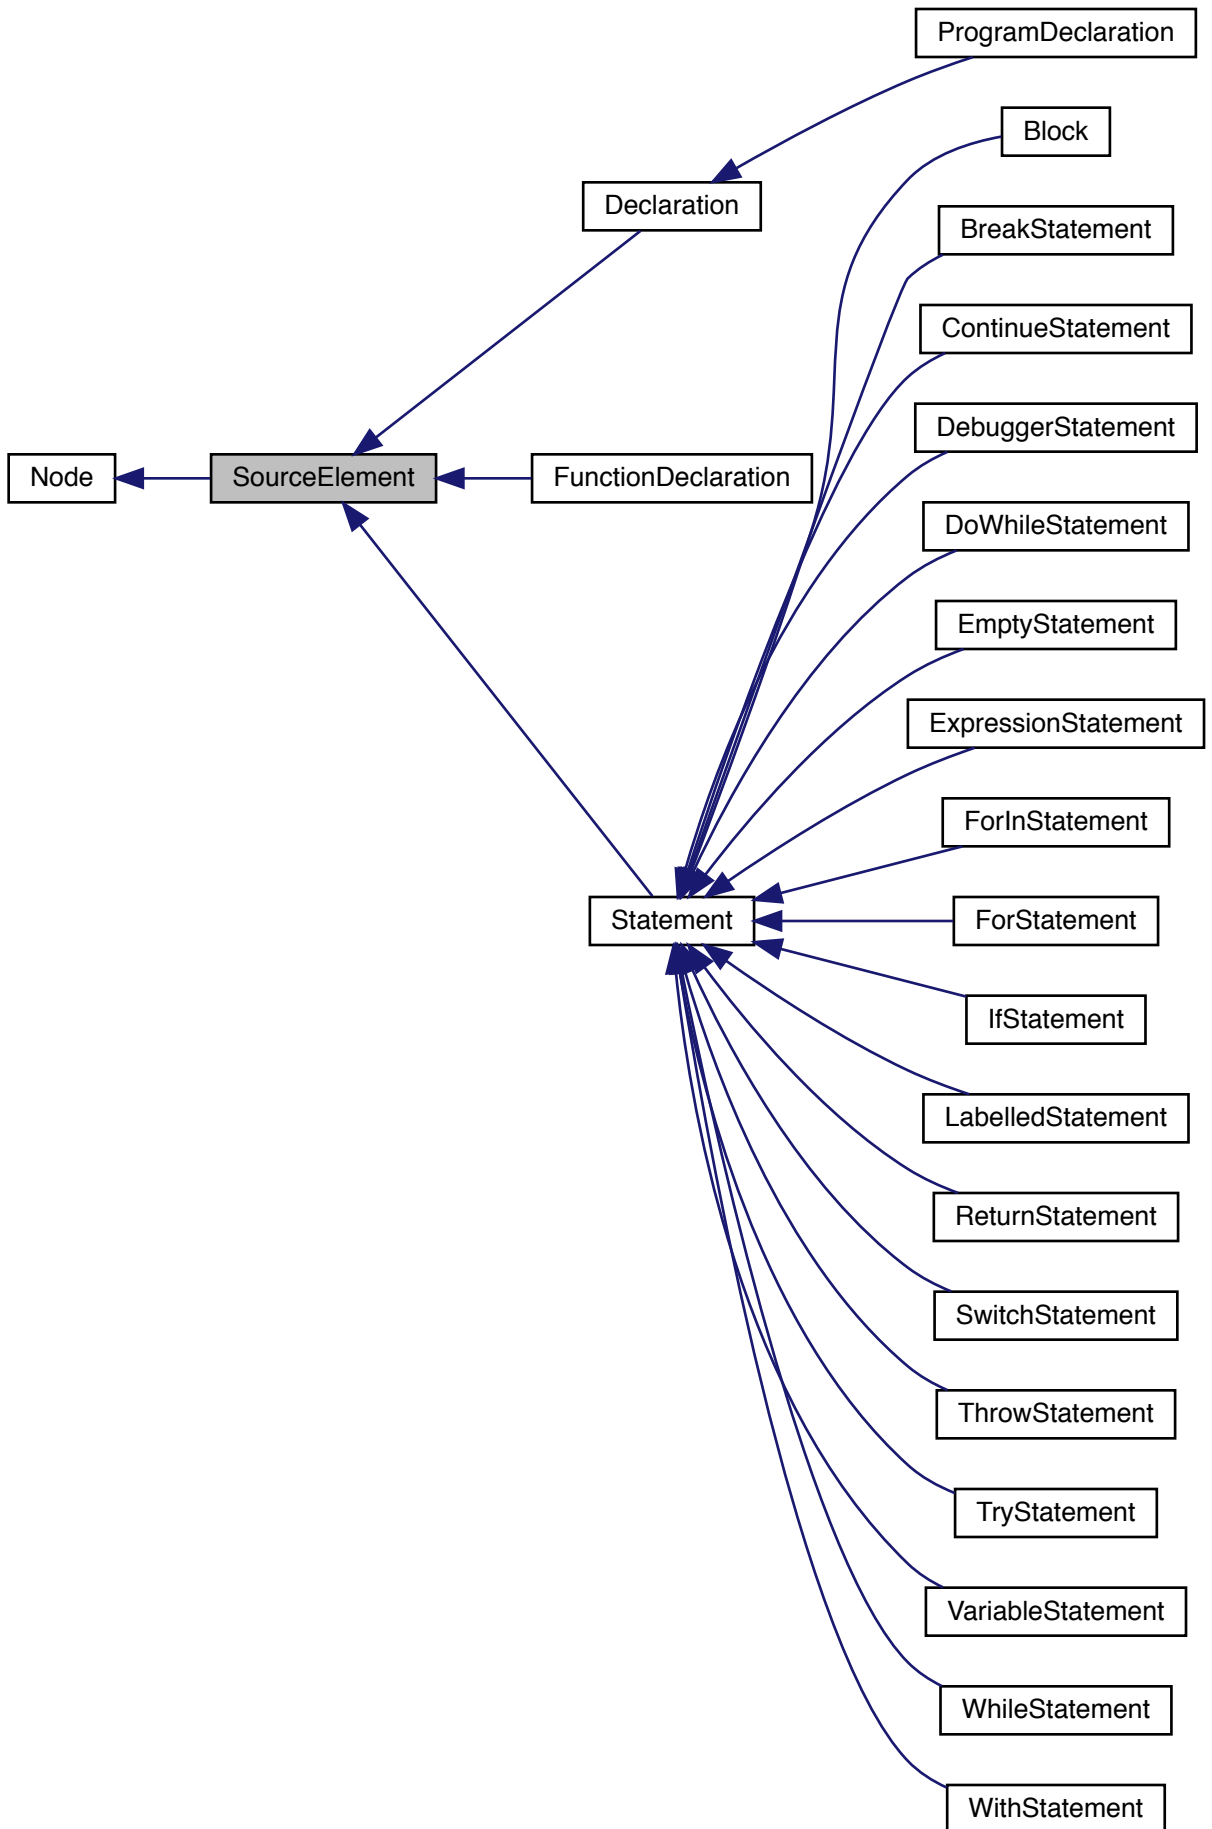 ProgramDeclaration
Block
Declaration
BreakStatement
ContinueStatement
DebuggerStatement
Node
SourceElement
FunctionDeclaration
DoWhileStatement
EmptyStatement
ExpressionStatement
ForInStatement
Statement
ForStatement
IfStatement
LabelledStatement
ReturnStatement
SwitchStatement
ThrowStatement
TryStatement
VariableStatement
WhileStatement
WithStatement